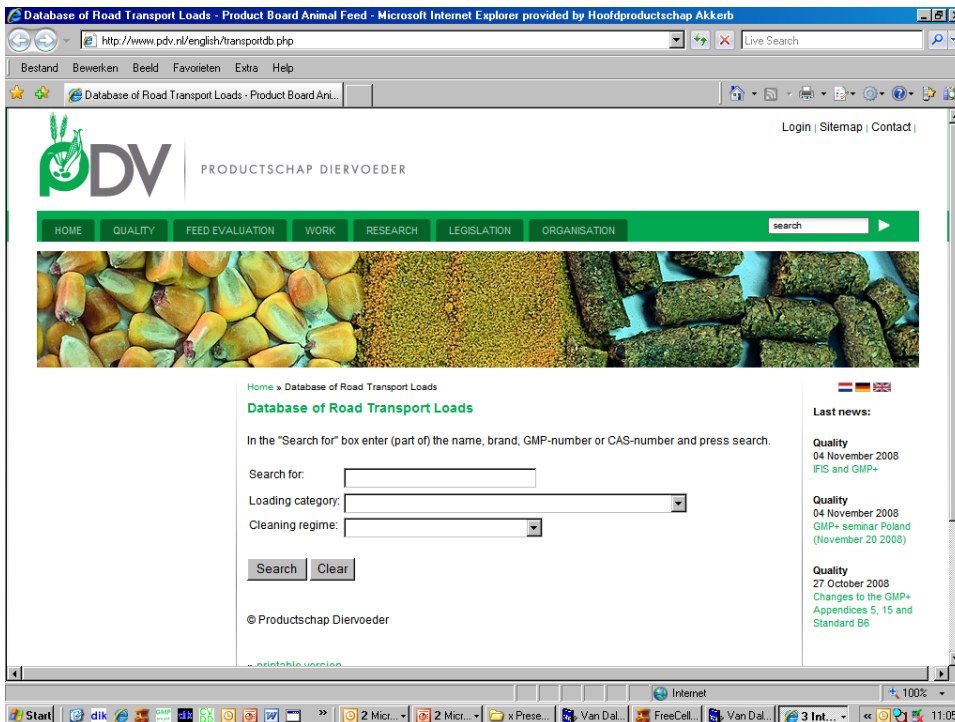 Database of Road Transport Loads - Product Board Animal Feed - Microsoft Internet Explorer provided by Hoofdproductschap Akkerb
http://www.pdv.nl/english/transportdb.php
Live Search
Bestand Bewerken Beeld Favorieten Extra Help
Database of Road Transport Loads - Product Board Ani...
Login | Sitemap | Contact |
PDV PRODUCTSCHAP DIERVOEDER
HOME QUALITY FEED EVALUATION WORK RESEARCH LEGISLATION ORGANISATION search
Home » Database of Road Transport Loads
Database of Road Transport Loads
In the "Search for" box enter (part of) the name, brand, GMP-number or CAS-number and press search.
Search for:
Loading category:
Cleaning regime:
Search Clear
© Productschap Diervoeder
» printable version
Last news:
Quality
04 November 2008
IFIS and GMP+
Quality
04 November 2008
GMP+ seminar Poland
(November 20 2008)
Quality
27 October 2008
Changes to the GMP+
Appendices 5, 15 and
Standard B6
Internet 100%
Start dik GMP dik » 2 Micr... 2 Micr... x Prese... Van Dal... FreeCell... Van Dal... 3 Int... « 11:05